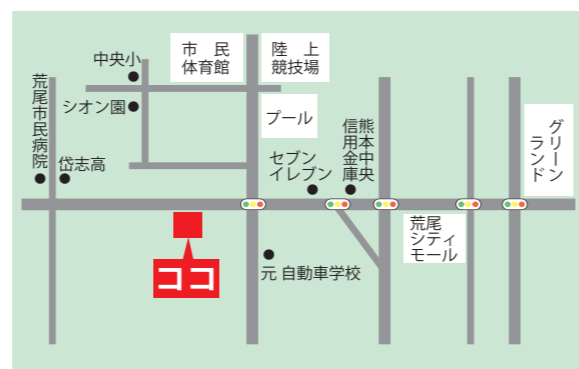 市　民
体育館
陸　上
競技場
中央小
荒尾市民病院
シオン園
プール
岱志高
セブン
イレブン
熊本中央
信用金庫
グリーン
ランド
荒尾
シティ
モール
ココ
元 自動車学校